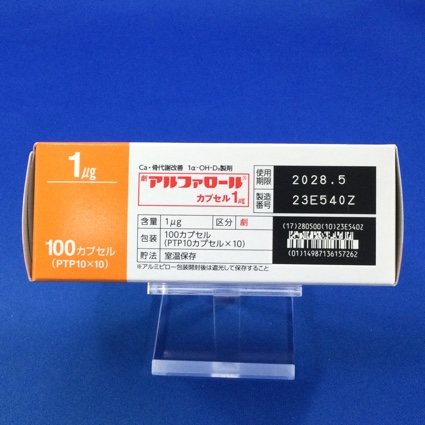 1μg
100カプセル
(PTP10×10)
Ca・骨代謝改善 1α-OH-D₃製剤
劇 アルファロール®
カプセル1μg
使用期限 2028.5
製造番号 23E540Z
含量 1μg 区分 劇
包装 100カプセル
(PTP10カプセル×10)
貯法 室温保存
※アルミピロー包装開封後は遮光して保存すること
(17)280500(10)23E540Z
(01)14987136157262